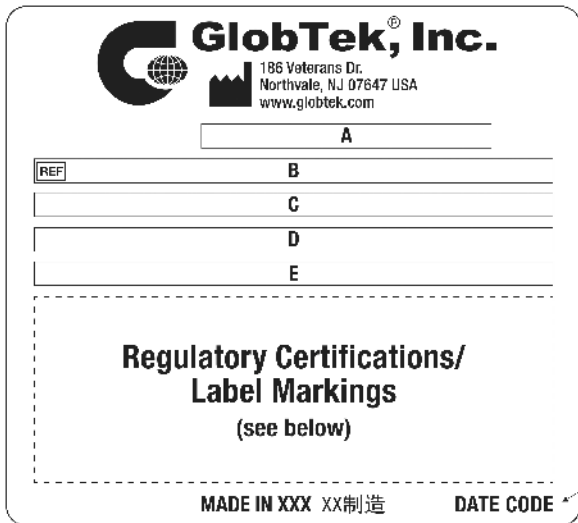 GlobTek®, Inc.
186 Veterans Dr.
Northvale, NJ 07647 USA
www.globtek.com
A
REF B
C
D
E
Regulatory Certifications/
Label Markings
(see below)
MADE IN XXX XX制造 DATE CODE